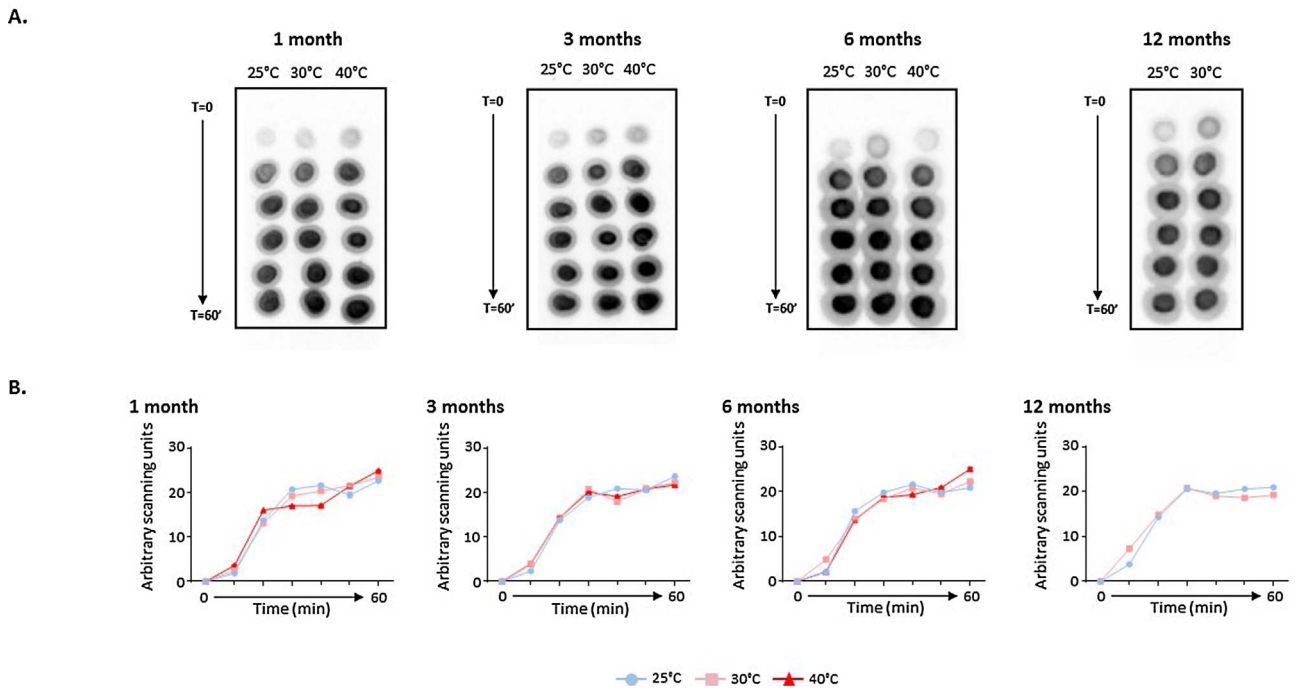 A.
1 month
3 months
6 months
12 months
25°C 30°C 40°C
25°C 30°C 40°C
25°C 30°C 40°C
25°C 30°C
T=0
T=60'
T=0
T=60'
T=0
T=60'
T=0
T=60'
B.
1 month
Arbitrary scanning units
30
20
10
0
0 Time (min) 60
3 months
Arbitrary scanning units
30
20
10
0
0 Time (min) 60
6 months
Arbitrary scanning units
30
20
10
0
0 Time (min) 60
12 months
Arbitrary scanning units
30
20
10
0
0 Time (min) 60
25°C 30°C 40°C